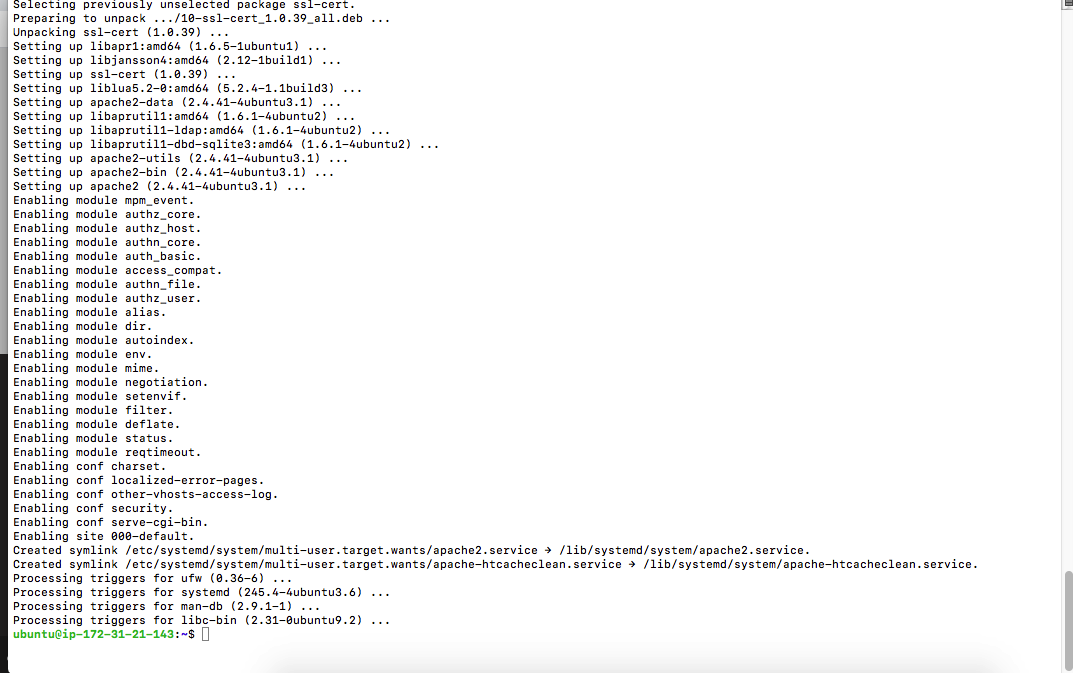 Selecting previously unselected package ssl-cert.
Preparing to unpack .../10-ssl-cert_1.0.39_all.deb ...
Unpacking ssl-cert (1.0.39) ...
Setting up libapr1:amd64 (1.6.5-1ubuntu1) ...
Setting up libjansson4:amd64 (2.12-1build1) ...
Setting up ssl-cert (1.0.39) ...
Setting up liblua5.2-0:amd64 (5.2.4-1.1build3) ...
Setting up apache2-data (2.4.41-4ubuntu3.1) ...
Setting up libaprutil1:amd64 (1.6.1-4ubuntu2) ...
Setting up libaprutil1-ldap:amd64 (1.6.1-4ubuntu2) ...
Setting up libaprutil1-dbd-sqlite3:amd64 (1.6.1-4ubuntu2) ...
Setting up apache2-utils (2.4.41-4ubuntu3.1) ...
Setting up apache2-bin (2.4.41-4ubuntu3.1) ...
Setting up apache2 (2.4.41-4ubuntu3.1) ...
Enabling module mpm_event.
Enabling module authz_core.
Enabling module authz_host.
Enabling module authn_core.
Enabling module auth_basic.
Enabling module access_compat.
Enabling module authn_file.
Enabling module authz_user.
Enabling module alias.
Enabling module dir.
Enabling module autoindex.
Enabling module env.
Enabling module mime.
Enabling module negotiation.
Enabling module setenvif.
Enabling module filter.
Enabling module deflate.
Enabling module status.
Enabling module reqtimeout.
Enabling conf charset.
Enabling conf localized-error-pages.
Enabling conf other-vhosts-access-log.
Enabling conf security.
Enabling conf serve-cgi-bin.
Enabling site 000-default.
Created symlink /etc/systemd/system/multi-user.target.wants/apache2.service → /lib/systemd/system/apache2.service.
Created symlink /etc/systemd/system/multi-user.target.wants/apache-htcacheclean.service → /lib/systemd/system/apache-htcacheclean.service.
Processing triggers for ufw (0.36-6) ...
Processing triggers for systemd (245.4-4ubuntu3.6) ...
Processing triggers for man-db (2.9.1-1) ...
Processing triggers for libc-bin (2.31-0ubuntu9.2) ...
ubuntu@ip-172-31-21-143:~$